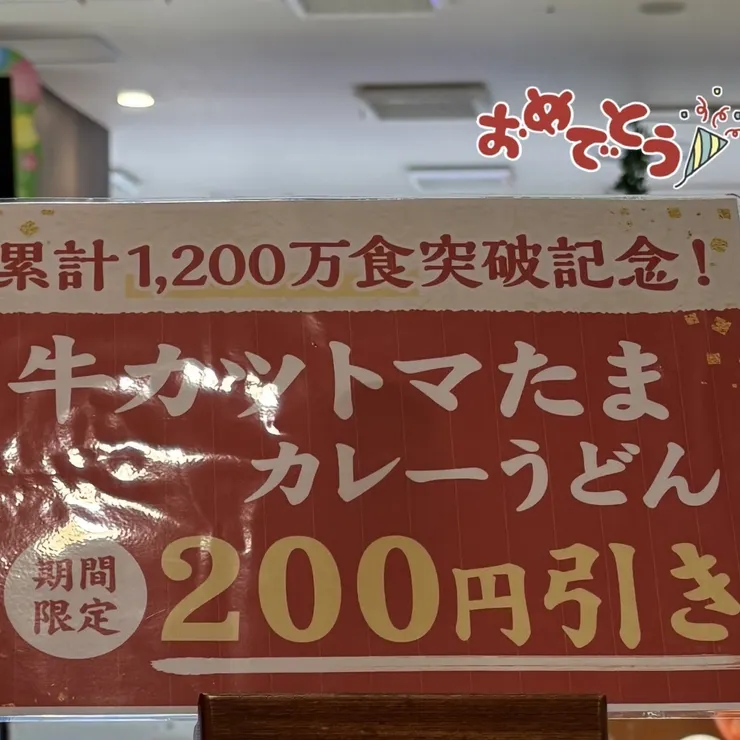 おめでとう
累計1,200万食突破記念!
牛カツトマたま
カレーうどん
期間
限定
200円引き